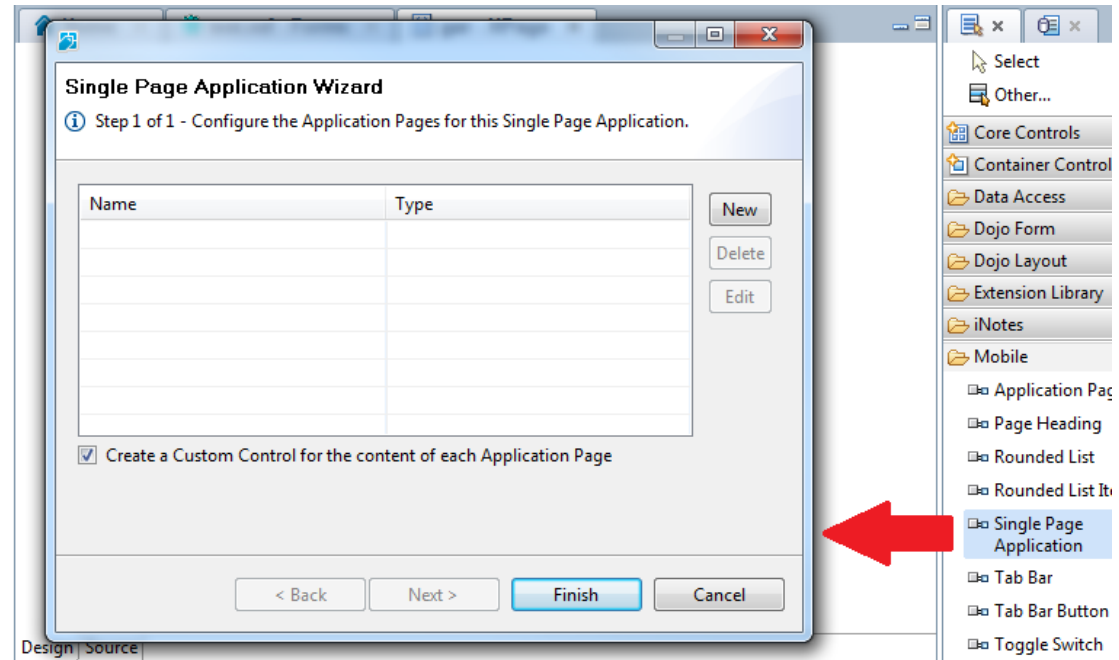 Single Page Application Wizard
Step 1 of 1 - Configure the Application Pages for this Single Page Application.
Name
Type
New
Delete
Edit
Create a Custom Control for the content of each Application Page
< Back
Next >
Finish
Cancel
Design
Source
Select
Other...
Core Controls
Container Control
Data Access
Dojo Form
Dojo Layout
Extension Library
iNotes
Mobile
Application Pag
Page Heading
Rounded List
Rounded List Ite
Single Page
Application
Tab Bar
Tab Bar Button
Toggle Switch